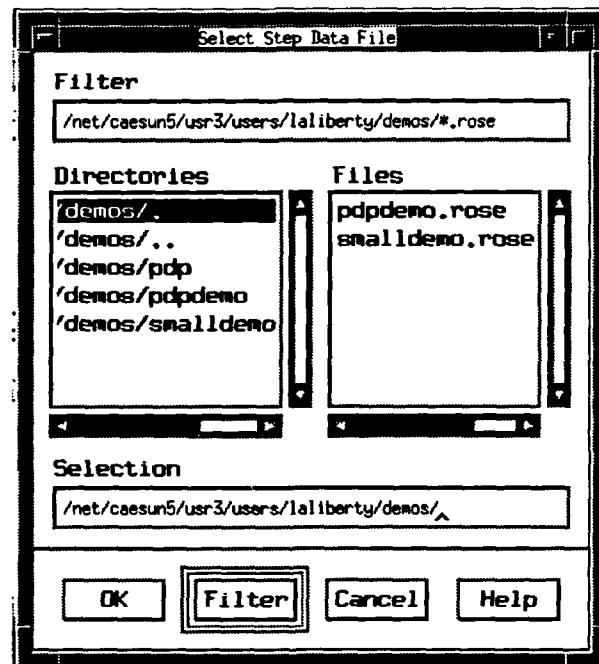 Select Step Data File
Filter
/net/caesun5/usr3/users/laliberty/demos/*.rose
Directories
Files
/demos/.
/demos/..
/demos/pdp
/demos/pdpdemo
/demos/smalldemo
pdpdemo.rose
smalldemo.rose
Selection
/net/caesun5/usr3/users/laliberty/demos/
OK
Filter
Cancel
Help